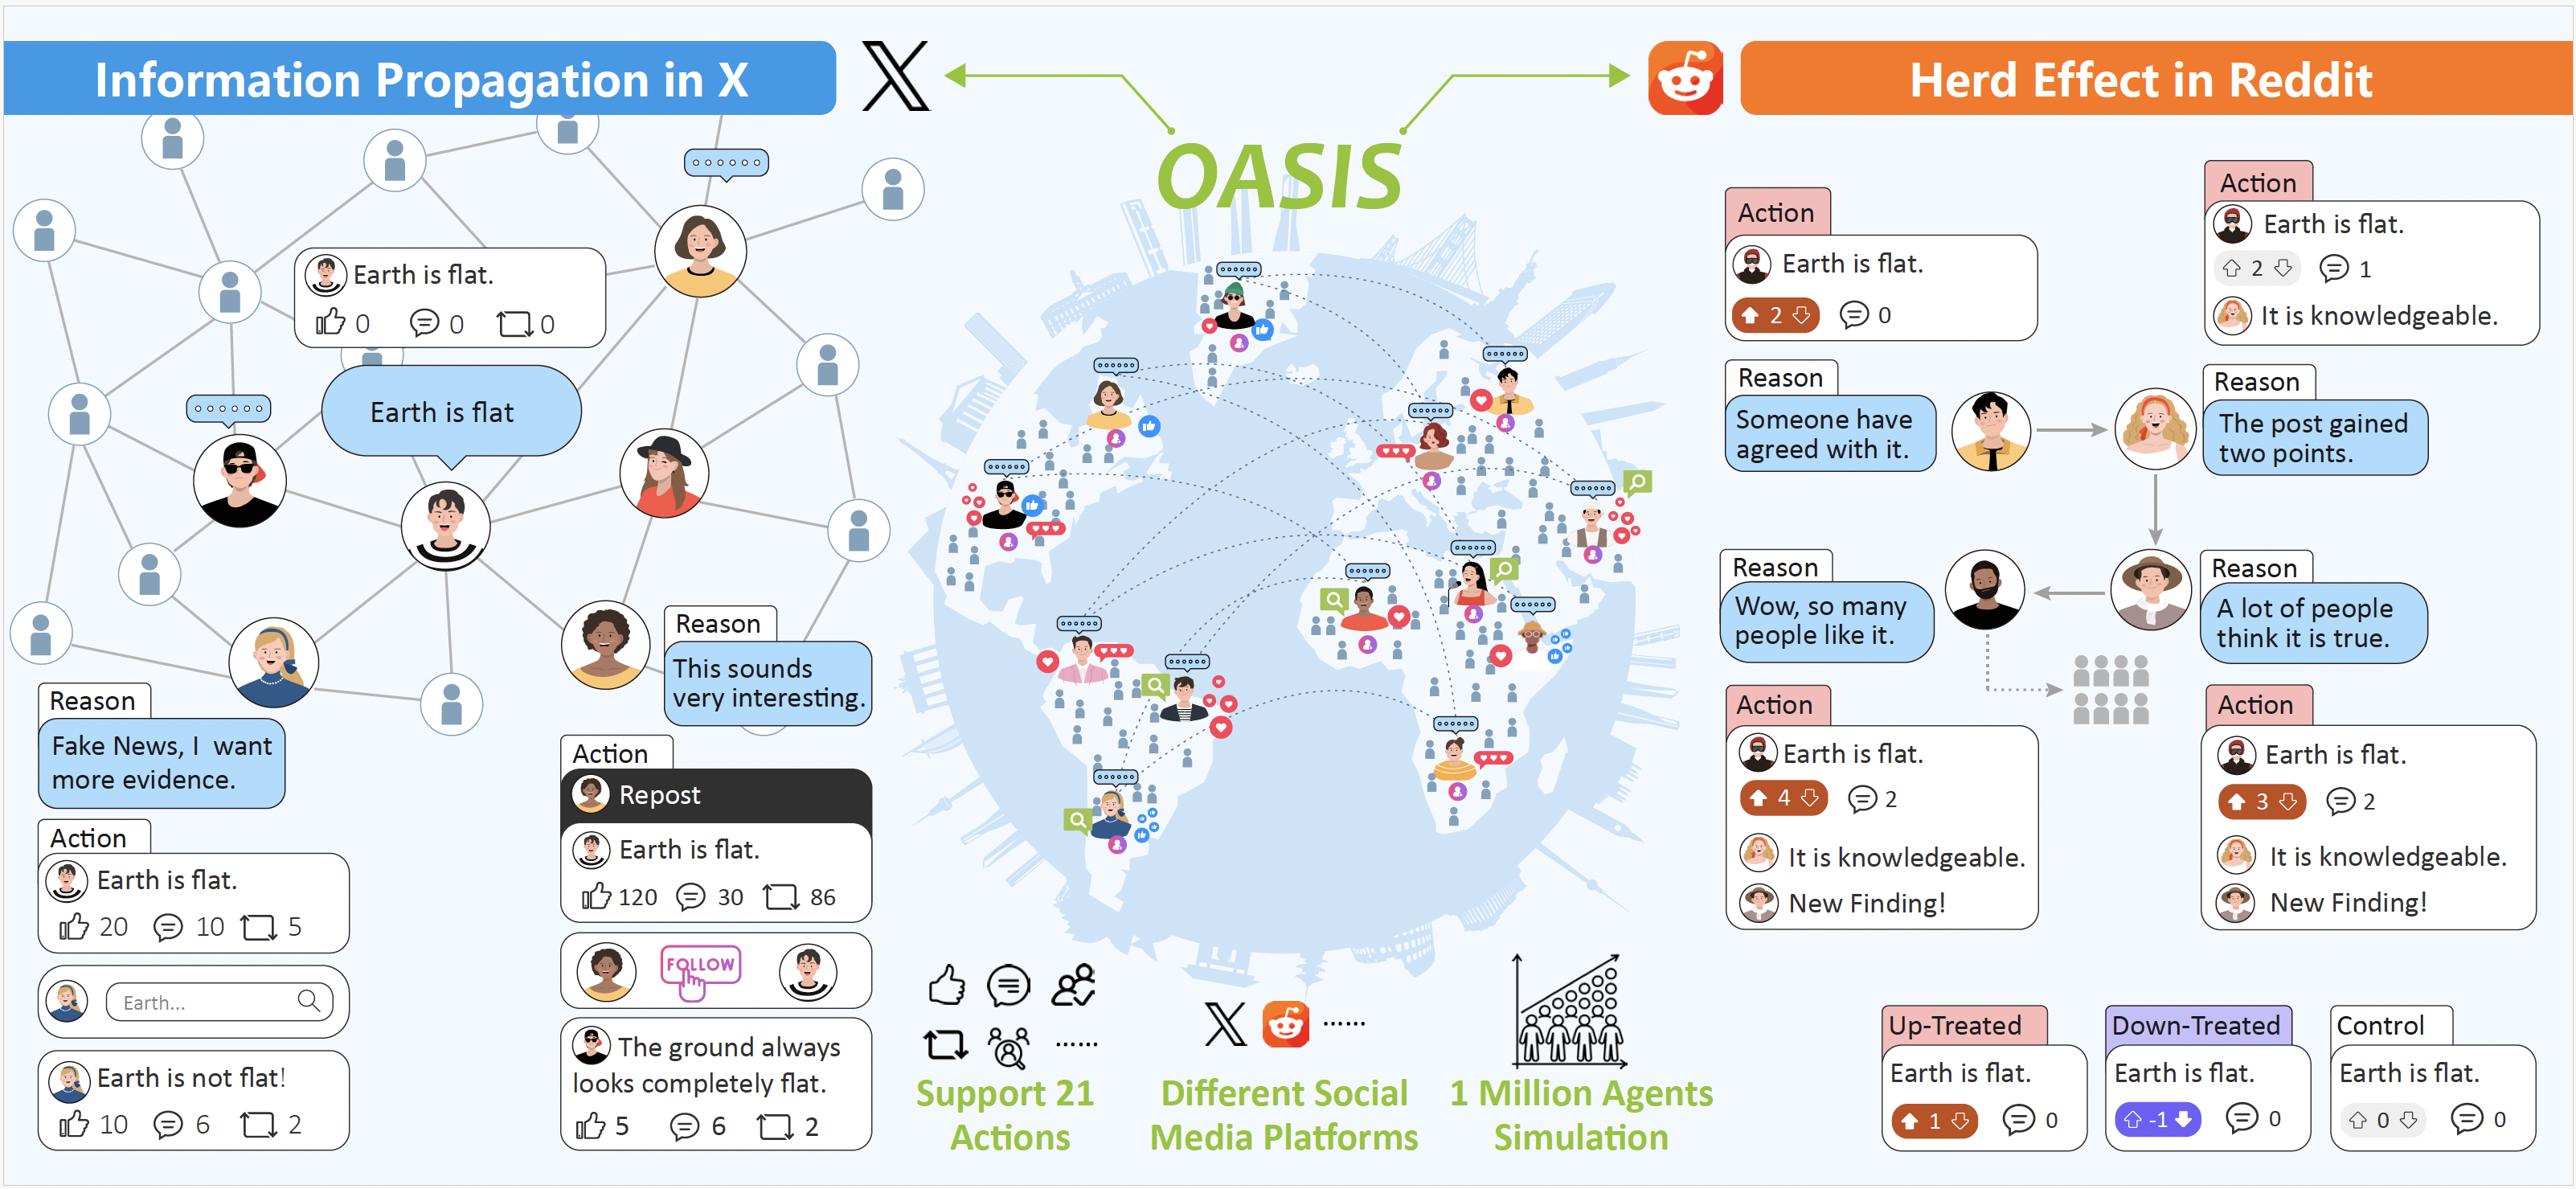 Information Propagation in X
OASIS
Herd Effect in Reddit
Earth is flat.
0 0 0
Earth is flat
Reason
This sounds
very interesting.
Reason
Fake News, I want
more evidence.
Action
Earth is flat.
20 10 5
Earth...
Earth is not flat!
10 6 2
Action
Repost
Earth is flat.
120 30 86
FOLLOW
The ground always
looks completely flat.
5 6 2
Support 21
Actions
Different Social
Media Platforms
1 Million Agents
Simulation
Action
Earth is flat.
2 0
Reason
Someone have
agreed with it.
Action
Earth is flat.
2 1
It is knowledgeable.
Reason
The post gained
two points.
Reason
Wow, so many
people like it.
Reason
A lot of people
think it is true.
Action
Earth is flat.
4 2
It is knowledgeable.
New Finding!
Action
Earth is flat.
3 2
It is knowledgeable.
New Finding!
Up-Treated
Earth is flat.
1 0
Down-Treated
Earth is flat.
-1 0
Control
Earth is flat.
0 0